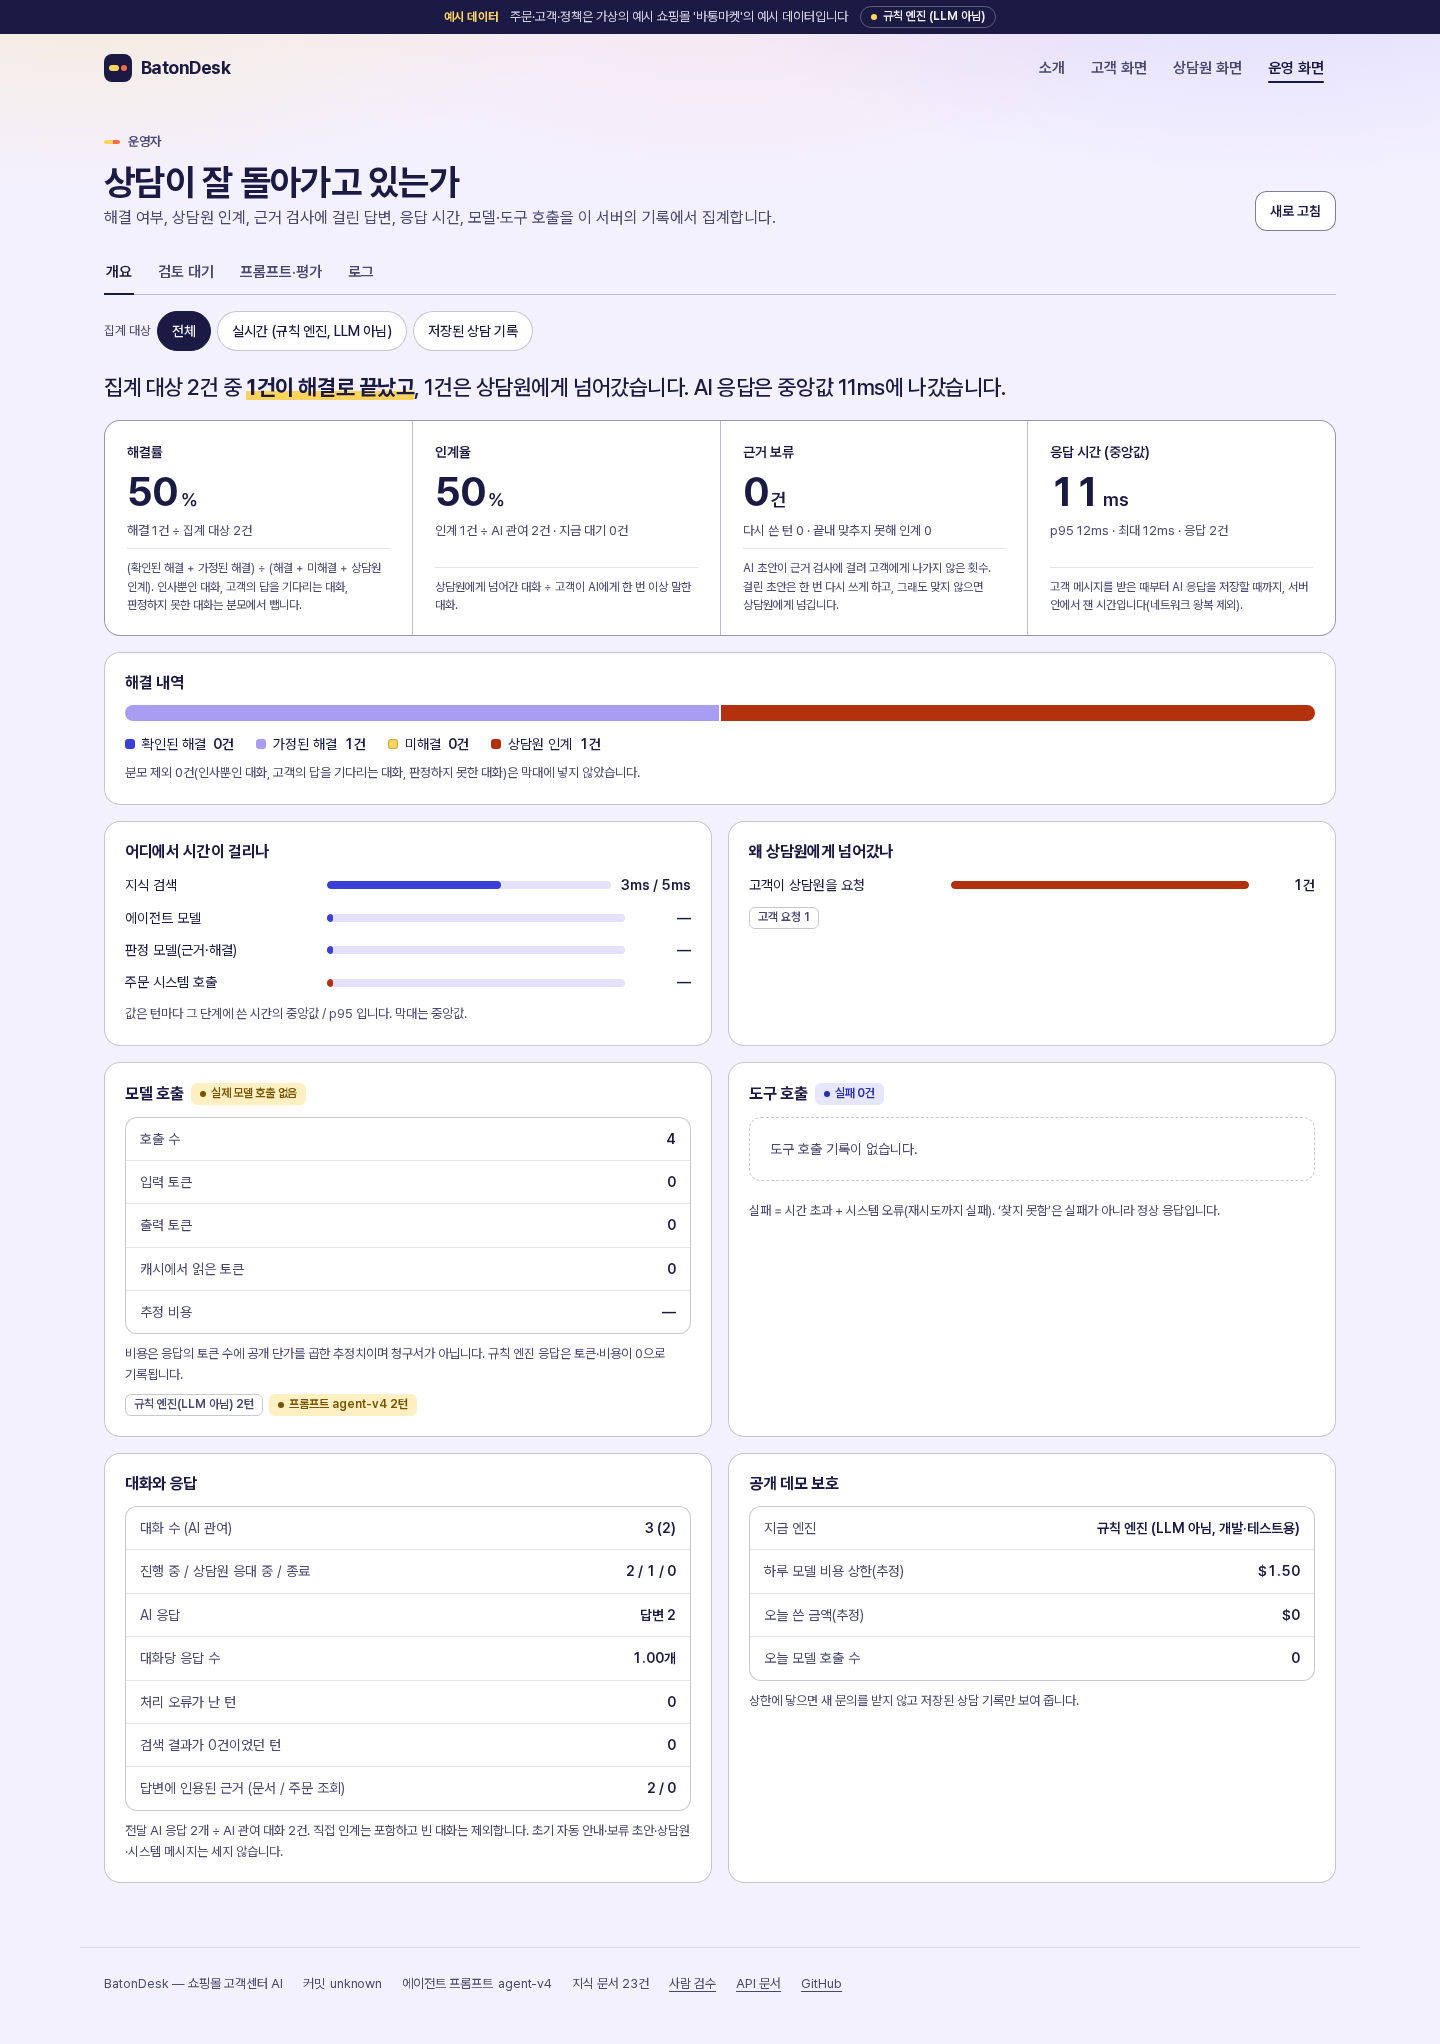 예시 데이터 주문·고객·정책은 가상의 예시 쇼핑몰 '바통마켓'의 예시 데이터입니다 규칙 엔진 (LLM 아님)
BatonDesk 소개 고객 화면 상담원 화면 운영 화면
운영자
상담이 잘 돌아가고 있는가
해결 여부, 상담원 인계, 근거 검사에 걸린 답변, 응답 시간, 모델·도구 호출을 이 서버의 기록에서 집계합니다.
새로 고침
개요 검토 대기 프롬프트·평가 로그
집계 대상 전체 실시간 (규칙 엔진, LLM 아님) 저장된 상담 기록
집계 대상 2건 중 1건이 해결로 끝났고, 1건은 상담원에게 넘어갔습니다. AI 응답은 중앙값 11ms에 나갔습니다.
해결률
50%
해결 1건 ÷ 집계 대상 2건
(확인된 해결 + 가정된 해결) ÷ (해결 + 미해결 + 상담원
인계). 인사뿐인 대화, 고객의 답을 기다리는 대화,
판정하지 못한 대화는 분모에서 뺍니다.
인계율
50%
인계 1건 ÷ AI 관여 2건 · 지금 대기 0건
상담원에게 넘어간 대화 ÷ 고객이 AI에게 한 번 이상 말한
대화.
근거 보류
0건
다시 쓴 턴 0 · 끝내 맞추지 못해 인계 0
AI 초안이 근거 검사에 걸려 고객에게 나가지 않은 횟수.
걸린 초안은 한 번 다시 쓰게 하고, 그래도 맞지 않으면
상담원에게 넘깁니다.
응답 시간 (중앙값)
11ms
p95 12ms · 최대 12ms · 응답 2건
고객 메시지를 받은 때부터 AI 응답을 저장할 때까지, 서버
안에서 잰 시간입니다(네트워크 왕복 제외).
해결 내역
확인된 해결 0건 가정된 해결 1건 미해결 0건 상담원 인계 1건
분모 제외 0건(인사뿐인 대화, 고객의 답을 기다리는 대화, 판정하지 못한 대화)은 막대에 넣지 않았습니다.
어디에서 시간이 걸리나
지식 검색 3ms / 5ms
에이전트 모델 —
판정 모델(근거·해결) —
주문 시스템 호출 —
값은 턴마다 그 단계에 쓴 시간의 중앙값 / p95 입니다. 막대는 중앙값.
왜 상담원에게 넘어갔나
고객이 상담원을 요청 1건
고객 요청 1
모델 호출 실제 모델 호출 없음
호출 수 4
입력 토큰 0
출력 토큰 0
캐시에서 읽은 토큰 0
추정 비용 —
비용은 응답의 토큰 수에 공개 단가를 곱한 추정치이며 청구서가 아닙니다. 규칙 엔진 응답은 토큰·비용이 0으로
기록됩니다.
규칙 엔진(LLM 아님) 2턴 프롬프트 agent-v4 2턴
도구 호출 실패 0건
도구 호출 기록이 없습니다.
실패 = 시간 초과 + 시스템 오류(재시도까지 실패). ‘찾지 못함’은 실패가 아니라 정상 응답입니다.
대화와 응답
대화 수 (AI 관여) 3 (2)
진행 중 / 상담원 응대 중 / 종료 2 / 1 / 0
AI 응답 답변 2
대화당 응답 수 1.00개
처리 오류가 난 턴 0
검색 결과가 0건이었던 턴 0
답변에 인용된 근거 (문서 / 주문 조회) 2 / 0
전달 AI 응답 2개 ÷ AI 관여 대화 2건. 직접 인계는 포함하고 빈 대화는 제외합니다. 초기 자동 안내·보류 초안·상담원
·시스템 메시지는 세지 않습니다.
공개 데모 보호
지금 엔진 규칙 엔진 (LLM 아님, 개발·테스트용)
하루 모델 비용 상한(추정) $1.50
오늘 쓴 금액(추정) $0
오늘 모델 호출 수 0
상한에 닿으면 새 문의를 받지 않고 저장된 상담 기록만 보여 줍니다.
BatonDesk — 쇼핑몰 고객센터 AI 커밋 unknown 에이전트 프롬프트 agent-v4 지식 문서 23건 사람 검수 API 문서 GitHub